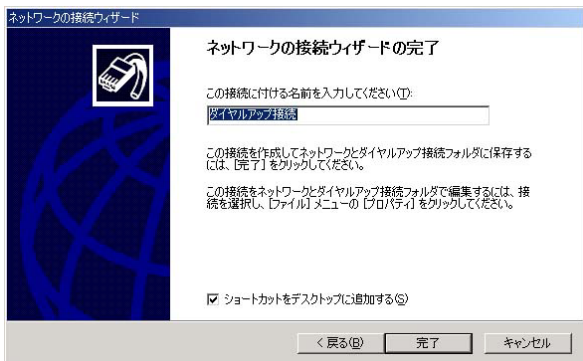 ネットワークの接続ウィザード
ネットワークの接続ウィザードの完了
この接続に付ける名前を入力してください(T):
ダイヤルアップ接続
この接続を作成してネットワークとダイヤルアップ接続フォルダに保存する
には、[完了] をクリックしてください。
この接続をネットワークとダイヤルアップ接続フォルダで編集するには、接
続を選択し、[ファイル] メニューの [プロパティ] をクリックしてください。
ショートカットをデスクトップに追加する(S)
< 戻る(B)
完了
キャンセル